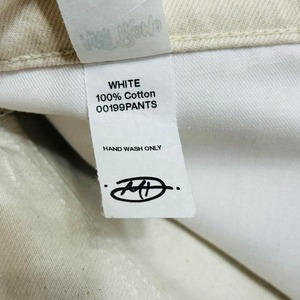 WHITE
100% Cotton
00199PANTS
HAND WASH ONLY